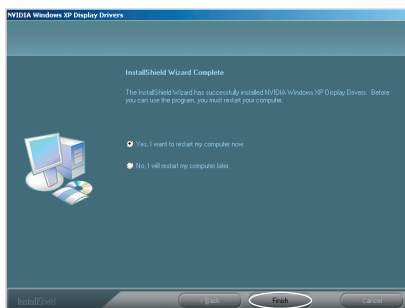 NVIDIA Windows XP Display Drivers
InstallShield Wizard Complete
The InstallShield Wizard has successfully installed NVIDIA Windows XP Display Drivers. Before
you can use the program, you must restart your computer.
Yes, I want to restart my computer now.
No, I will restart my computer later.
InstallShield
< Back
Finish
Cancel